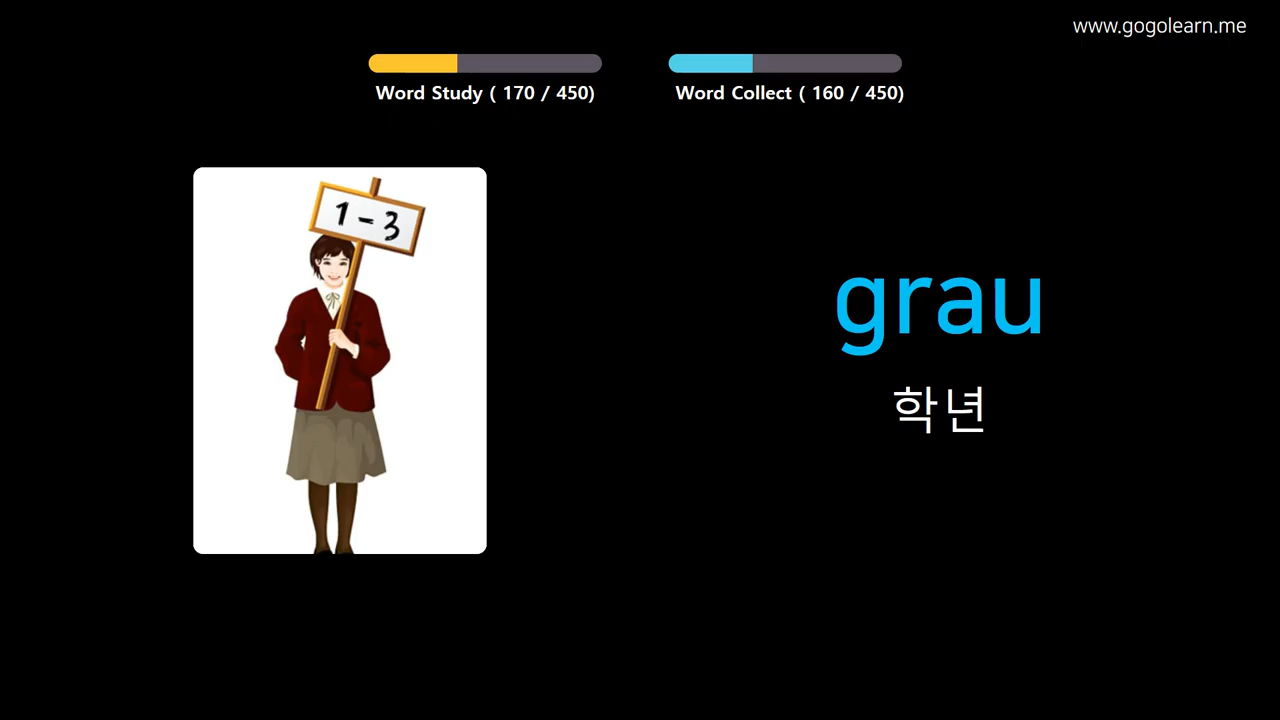 www.gogolearn.me
Word Study ( 170 / 450)
Word Collect ( 160 / 450)
1 - 3
grau
학년